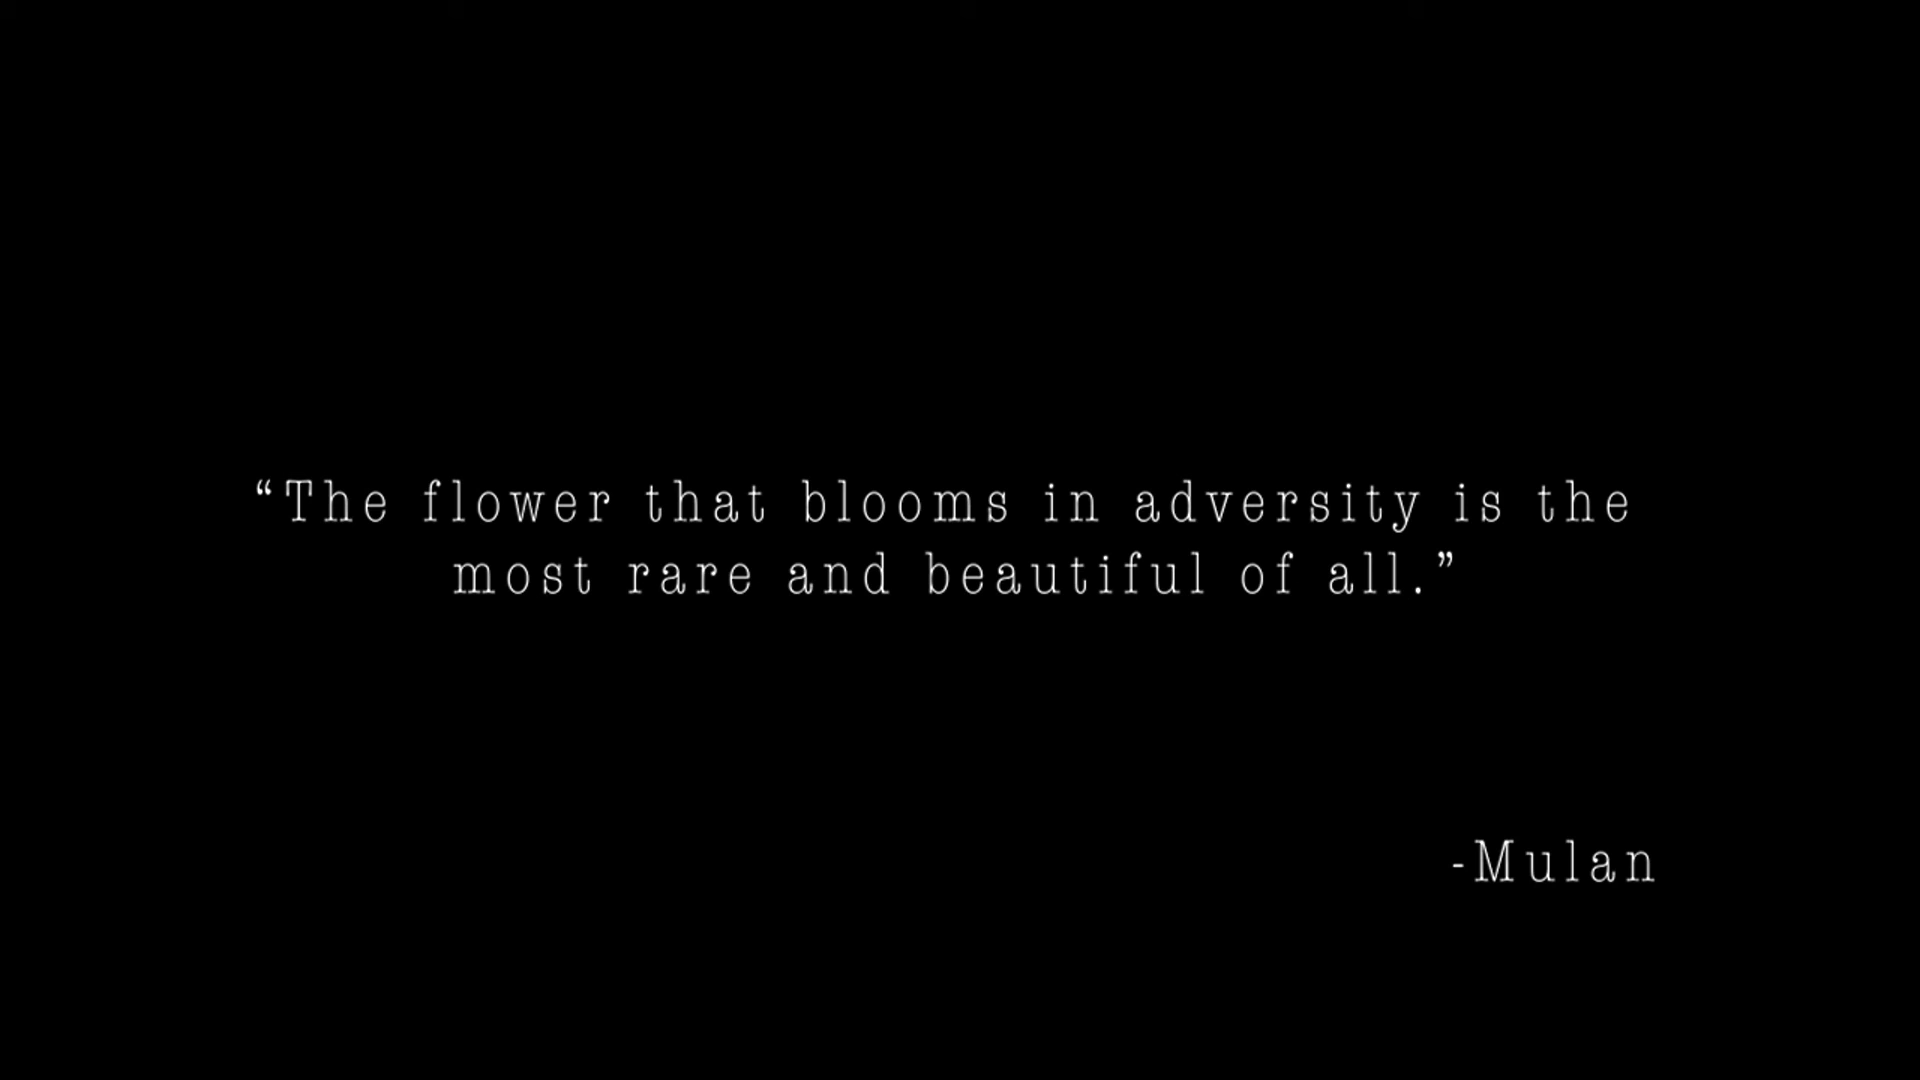 “The flower that blooms in adversity is the
most rare and beautiful of all.”
-Mulan